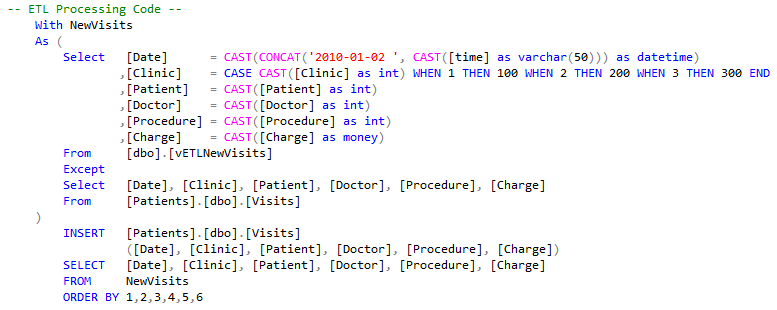 -- ETL Processing Code --
With NewVisits
As (
Select [Date] = CAST(CONCAT('2010-01-02 ', CAST([time] as varchar(50))) as datetime)
,[Clinic] = CASE CAST([Clinic] as int) WHEN 1 THEN 100 WHEN 2 THEN 200 WHEN 3 THEN 300 END
,[Patient] = CAST([Patient] as int)
,[Doctor] = CAST([Doctor] as int)
,[Procedure] = CAST([Procedure] as int)
,[Charge] = CAST([Charge] as money)
From [dbo].[vETLNewVisits]
Except
Select [Date], [Clinic], [Patient], [Doctor], [Procedure], [Charge]
From [Patients].[dbo].[Visits]
)
INSERT [Patients].[dbo].[Visits]
([Date], [Clinic], [Patient], [Doctor], [Procedure], [Charge])
SELECT [Date], [Clinic], [Patient], [Doctor], [Procedure], [Charge]
FROM NewVisits
ORDER BY 1,2,3,4,5,6